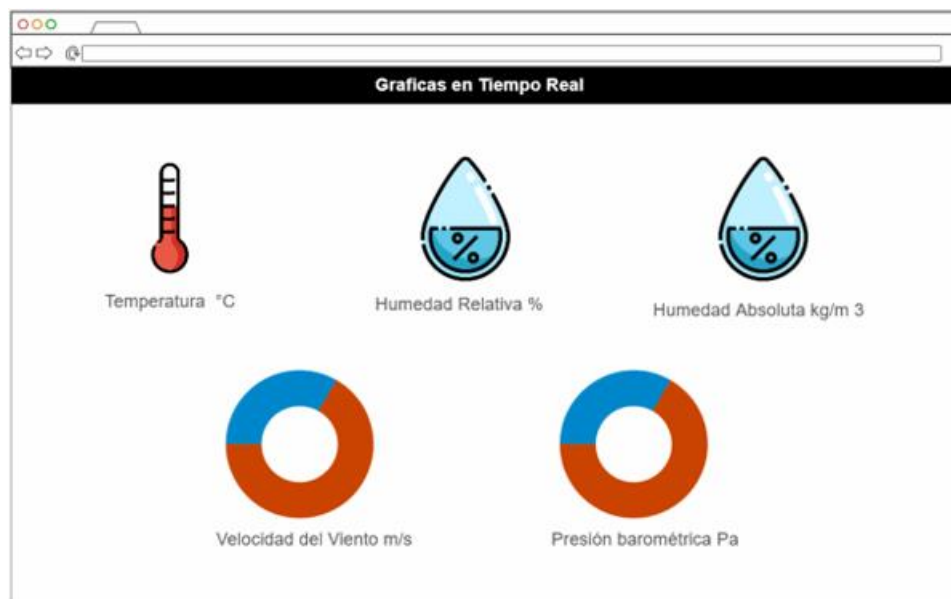 Graficas en Tiempo Real
Temperatura °C
Humedad Relativa %
Humedad Absoluta kg/m 3
Velocidad del Viento m/s
Presión barométrica Pa